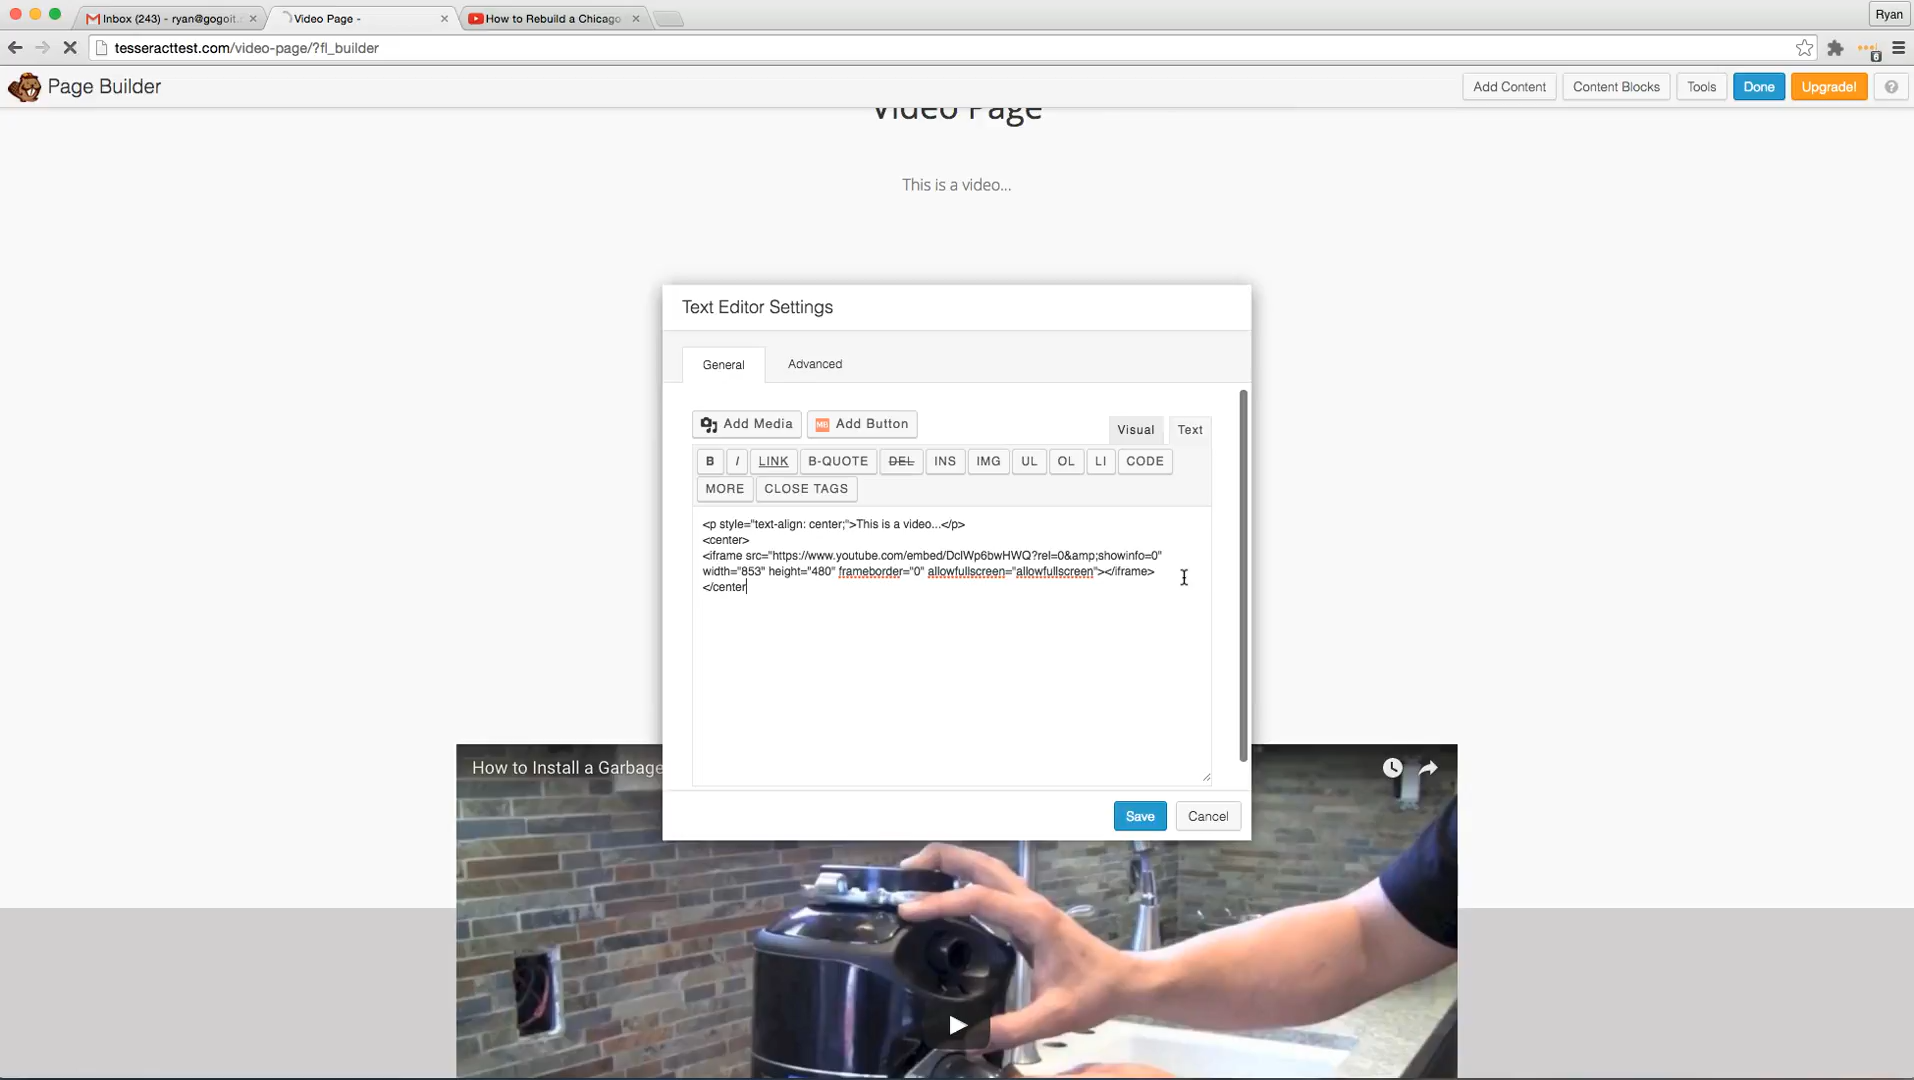 Inbox (243) - ryan@gogoit.
Video Page -
How to Rebuild a Chicago
Ryan
tesseracttest.com/video-page/?fl_builder
6
Page Builder
Add Content
Content Blocks
Tools
Done
Upgrade!
?
Video Page
This is a video...
Text Editor Settings
General
Advanced
Add Media
Add Button
Visual
Text
B
I
LINK
B-QUOTE
DEL
INS
IMG
UL
OL
LI
CODE
MORE
CLOSE TAGS
<p style="text-align: center;">This is a video...</p>
<center>
<iframe src="https://www.youtube.com/embed/DclWp6bwHWQ?rel=0&amp;showinfo=0"
width="853" height="480" frameborder="0" allowfullscreen="allowfullscreen"></iframe>
</center
How to Install a Garbage
Save
Cancel